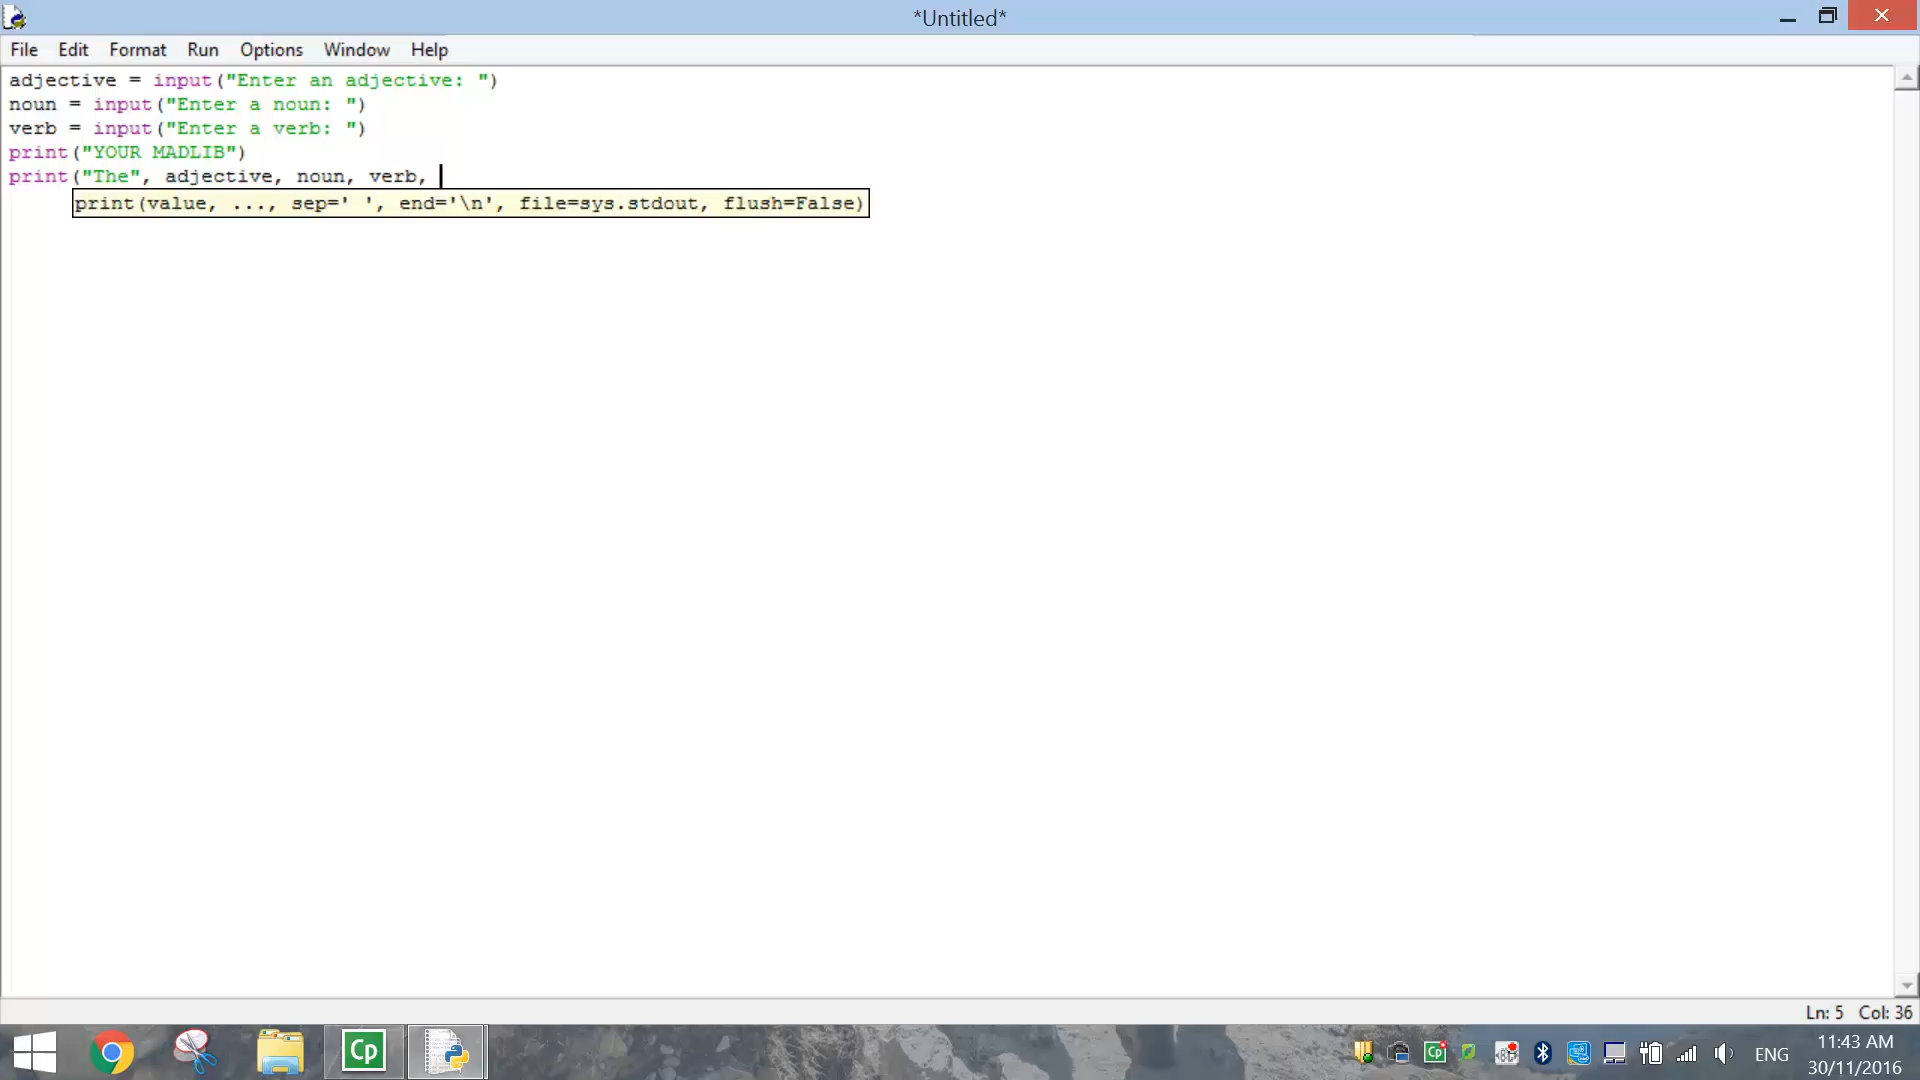 *Untitled*
File Edit Format Run Options Window Help
adjective = input("Enter an adjective: ")
noun = input("Enter a noun: ")
verb = input("Enter a verb: ")
print("YOUR MADLIB")
print("The", adjective, noun, verb,
print(value, ..., sep=' ', end='\n', file=sys.stdout, flush=False)
Ln: 5 Col: 36
Cp
Cp
ENG
11:43 AM
30/11/2016